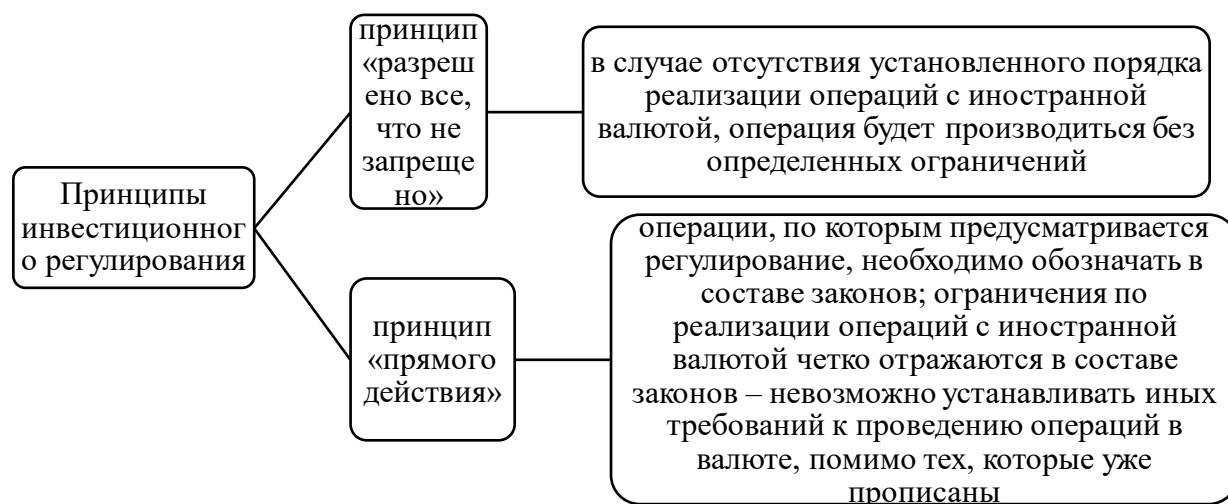 Принципы
инвестиционног
о регулирования
принцип
«разреш
ено все,
что не
запреще
но»
в случае отсутствия установленного порядка
реализации операций с иностранной
валютой, операция будет производиться без
определенных ограничений
принцип
«прямого
действия»
операции, по которым предусматривается
регулирование, необходимо обозначать в
составе законов; ограничения по
реализации операций с иностранной
валютой четко отражаются в составе
законов – невозможно устанавливать иных
требований к проведению операций в
валюте, помимо тех, которые уже
прописаны